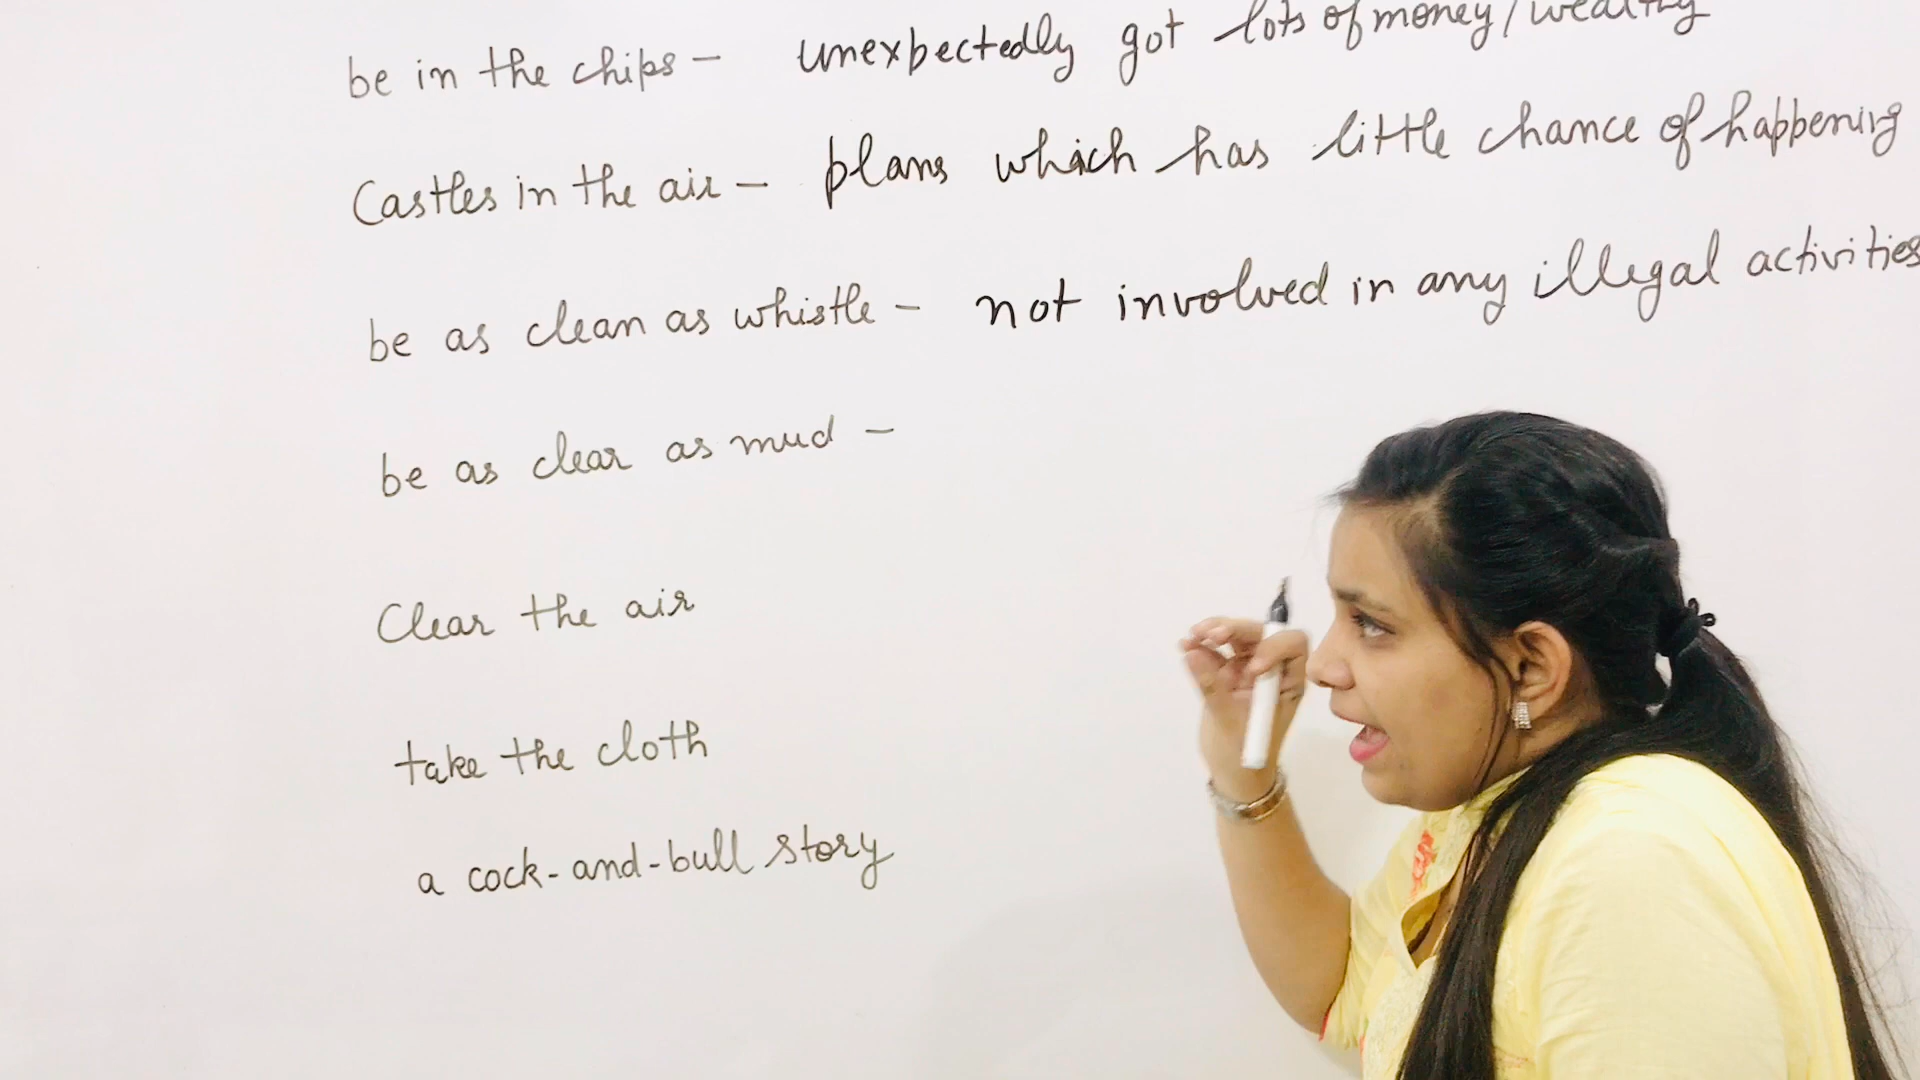 be in the chips - unexpectedly got lots of money/wealthy
Castles in the air - plans which has little chance of happening
be as clean as whistle - not involved in any illegal activities
be as clear as mud -
Clear the air
take the cloth
a cock-and-bull story